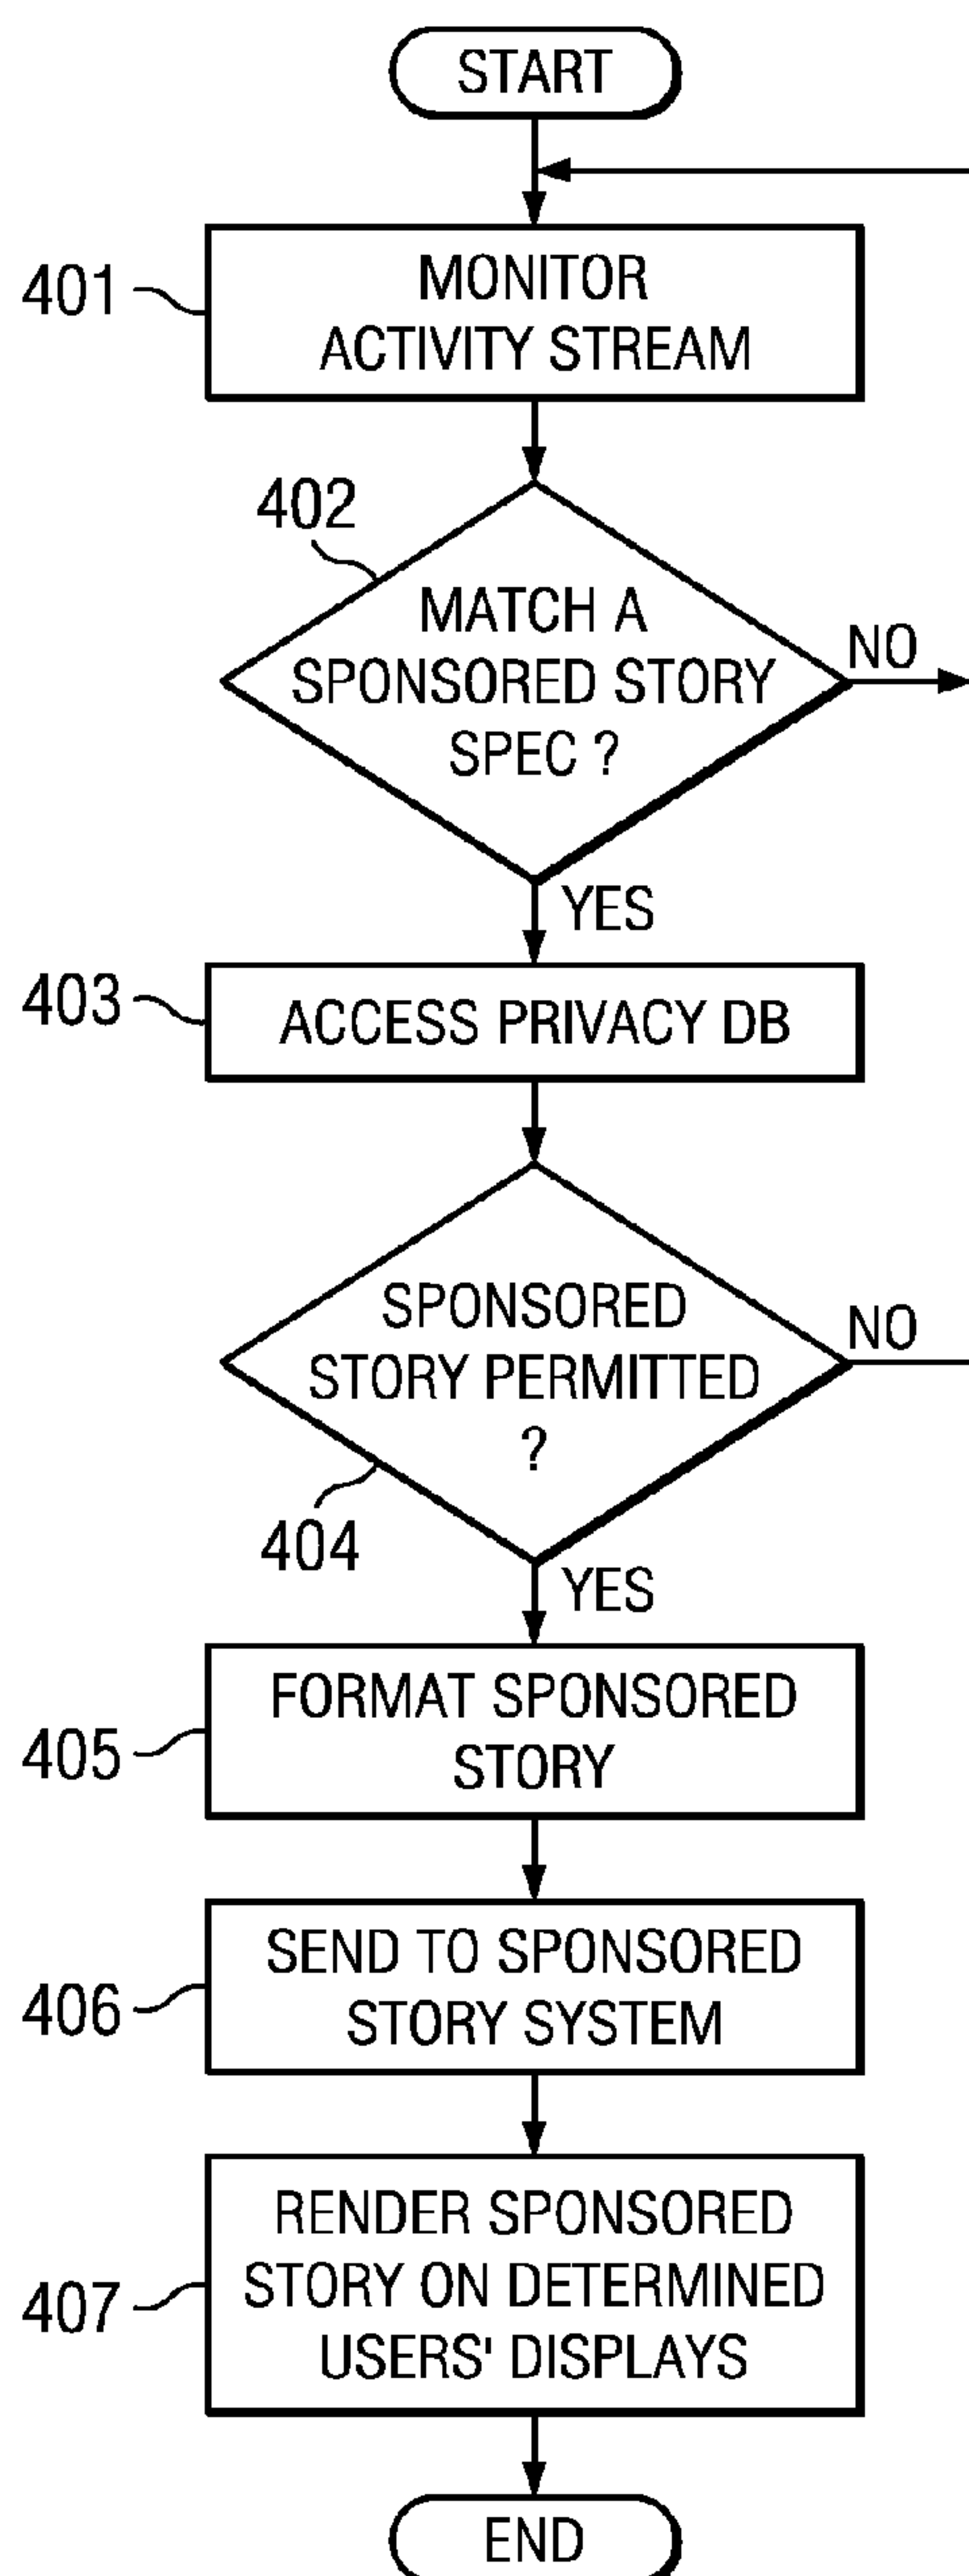 START
401
MONITOR
ACTIVITY STREAM
402
MATCH A
SPONSORED STORY
SPEC ?
NO
YES
403
ACCESS PRIVACY DB
SPONSORED
STORY PERMITTED
?
NO
404
YES
405
FORMAT SPONSORED
STORY
406
SEND TO SPONSORED
STORY SYSTEM
407
RENDER SPONSORED
STORY ON DETERMINED
USERS' DISPLAYS
END